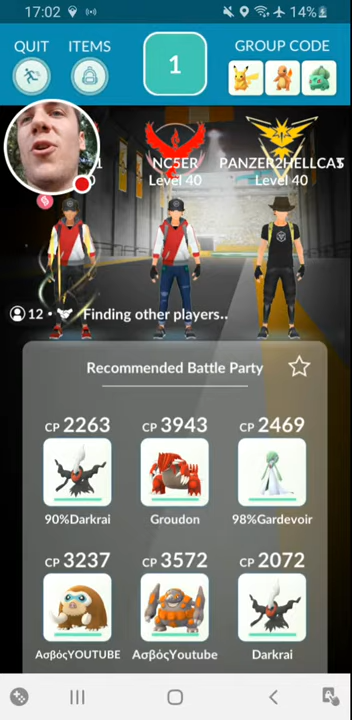 17:02
14%
QUIT
ITEMS
1
GROUP CODE
NC5ER
Level 40
PANZER2HELLCAT
Level 40
12 • Finding other players..
Recommended Battle Party
CP 2263
CP 3943
CP 2469
90%Darkrai
Groudon
98%Gardevoir
CP 3237
CP 3572
CP 2072
ΑσβόςYOUTUBE
ΑσβόςYoutube
Darkrai